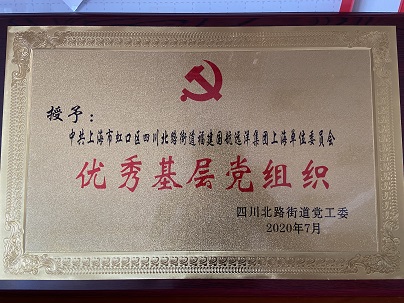 授予：
中共上海市虹口区四川北路街道福建国航远洋集团上海单位委员会
优秀基层党组织
四川北路街道党工委
2020年7月